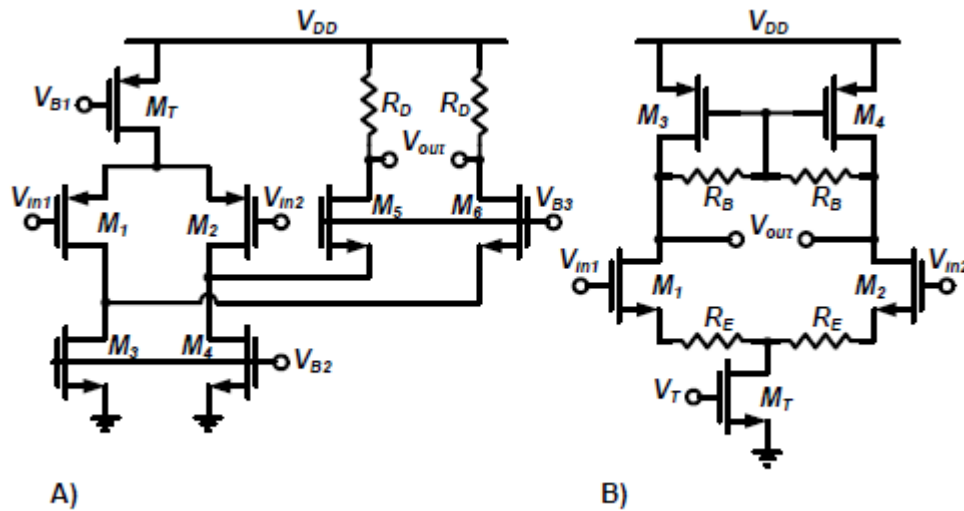 V_DD
V_DD
V_B1
M_T
R_D
R_D
M_3
M_4
V_out
R_B
R_B
V_in1
V_in2
M_1
M_2
M_5
M_6
V_B3
V_out
V_in1
V_in2
M_1
M_2
R_E
R_E
M_3
M_4
V_B2
V_T
M_T
A)
B)